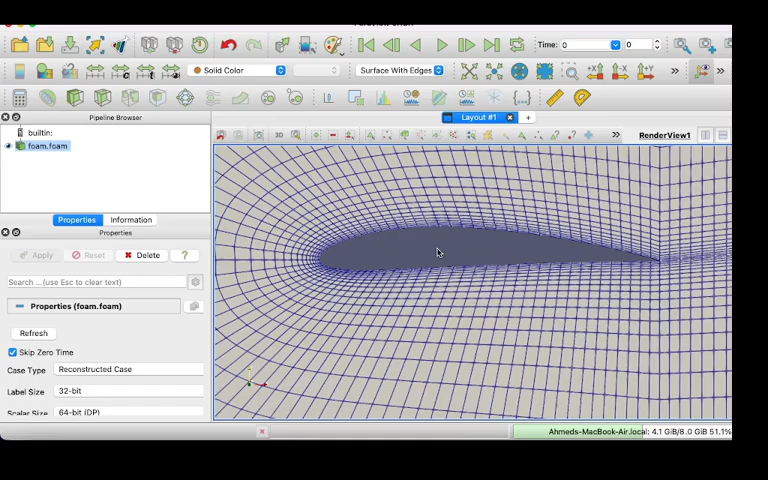 Time: 0
0
Solid Color
Surface With Edges
3D
Pipeline Browser
Layout #1
+
builtin:
foam.foam
RenderView1
Properties
Information
Properties
Apply
Reset
Delete
?
Search ... (use Esc to clear text)
Properties (foam.foam)
Refresh
Skip Zero Time
Case Type
Reconstructed Case
Label Size
32-bit
Scalar Size
64-bit (DP)
Ahmeds-MacBook-Air.local: 4.1 GiB/8.0 GiB 51.1%